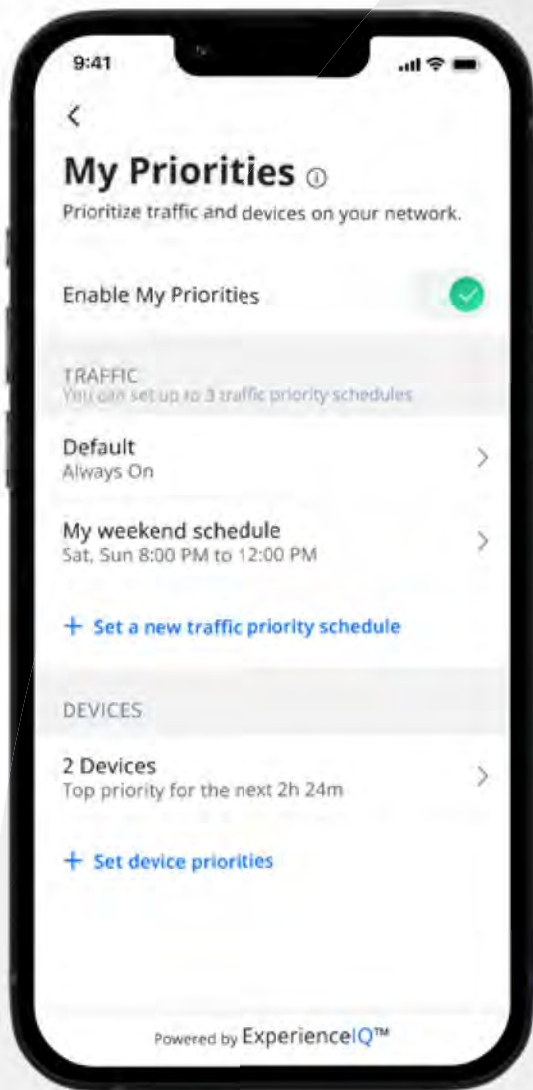 9:41
My Priorities
Prioritize traffic and devices on your network.
Enable My Priorities
TRAFFIC
You can set up to 3 traffic priority schedules
Default
Always On
My weekend schedule
Sat, Sun 8:00 PM to 12:00 PM
+ Set a new traffic priority schedule
DEVICES
2 Devices
Top priority for the next 2h 24m
+ Set device priorities
Powered by ExperienceIQ™